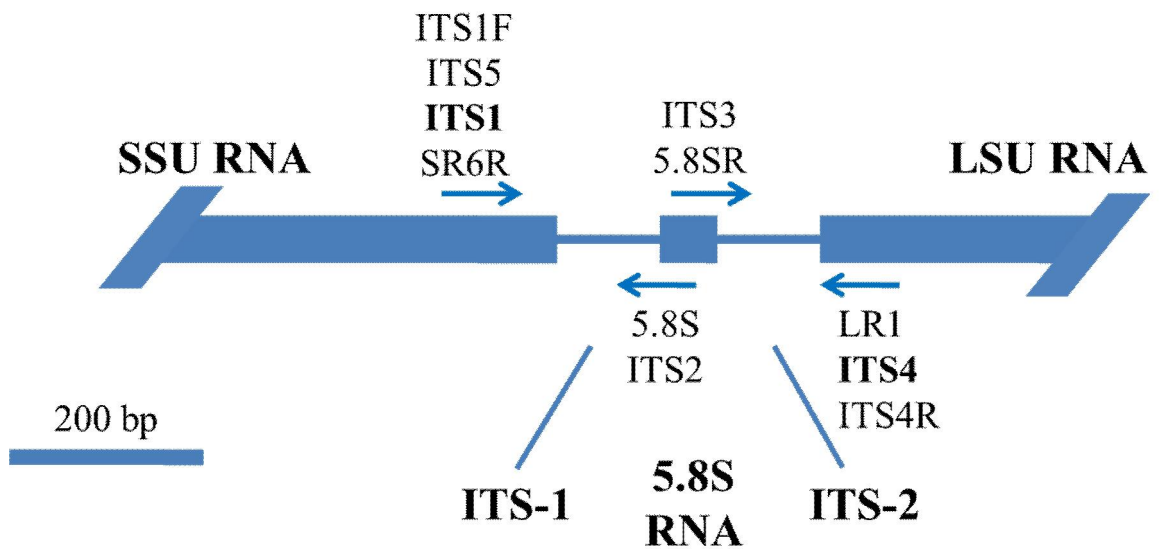 ITS1F
ITS5
ITS1
SR6R
ITS3
5.8SR
SSU RNA
LSU RNA
5.8S
ITS2
LR1
ITS4
ITS4R
200 bp
ITS-1
5.8S
RNA
ITS-2